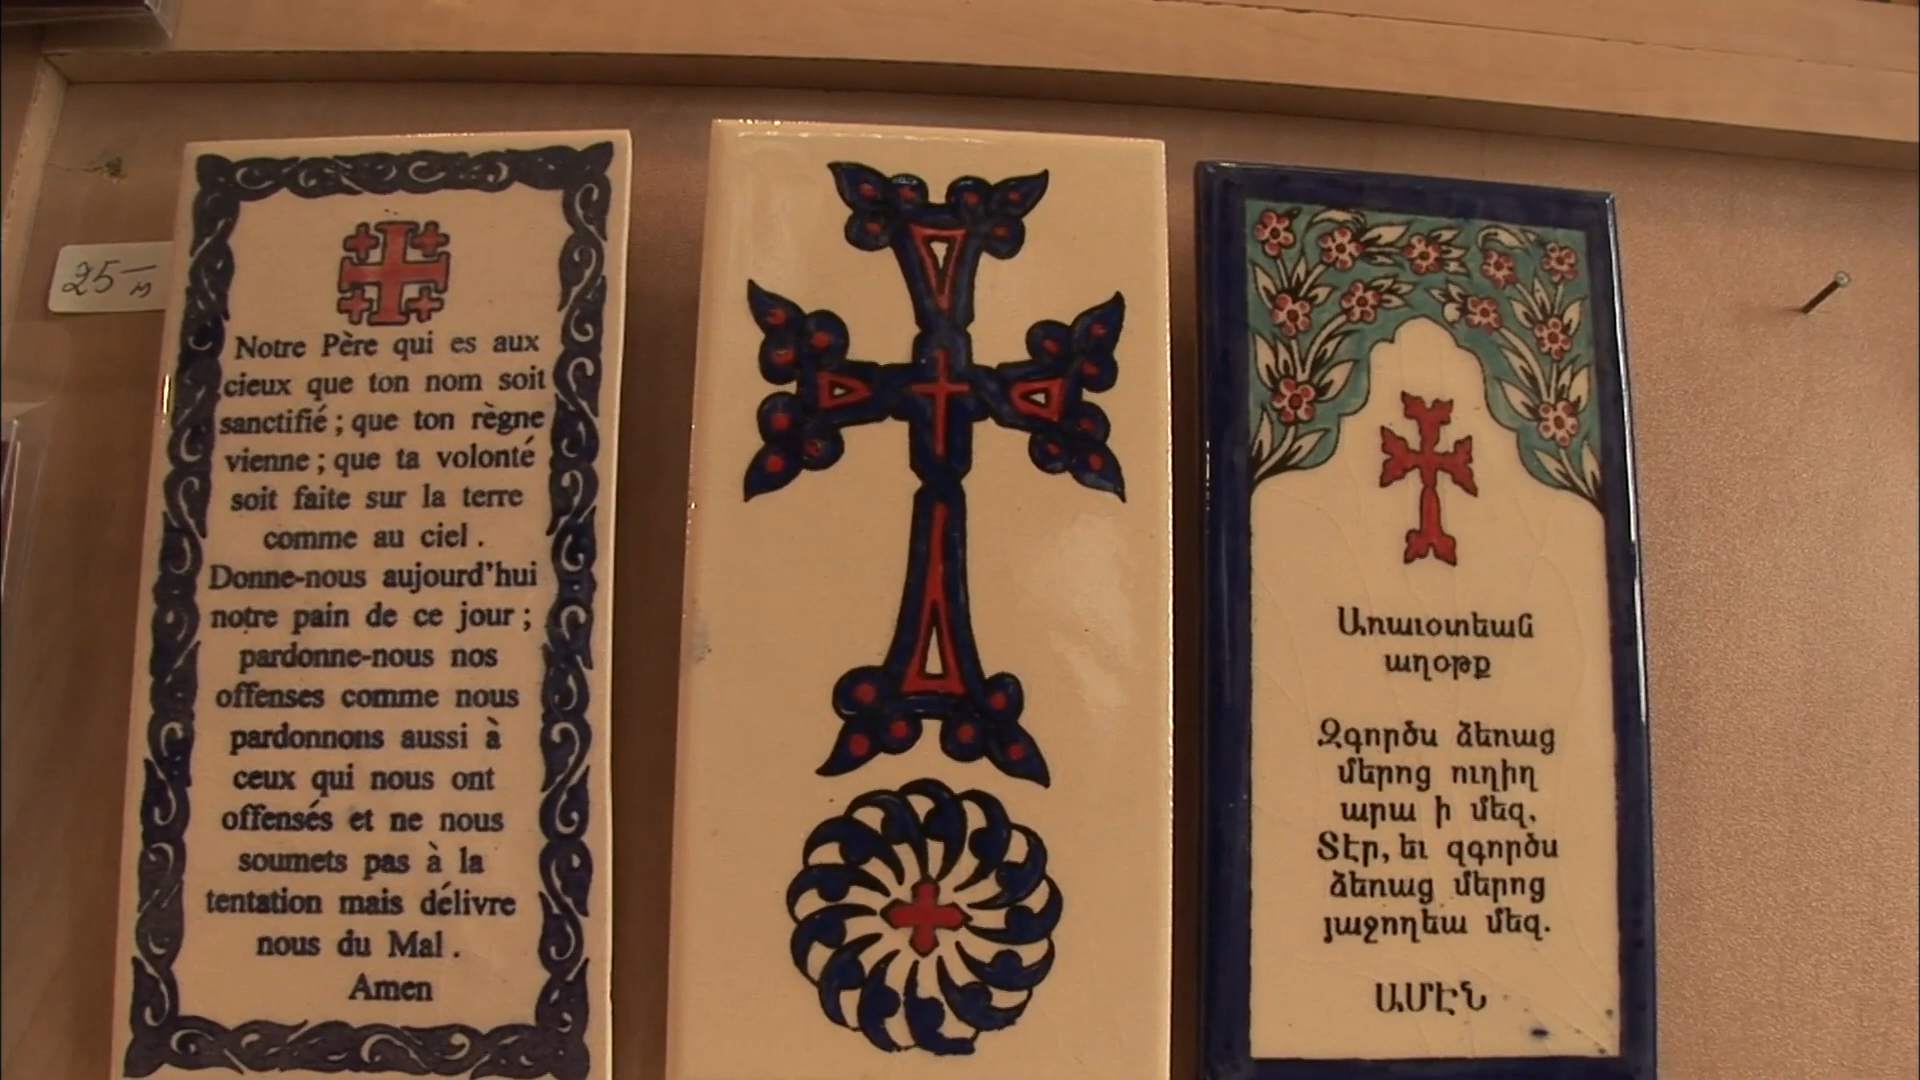 25—
Notre Père qui es aux
cieux que ton nom soit
sanctifié ; que ton règne
vienne ; que ta volonté
soit faite sur la terre
comme au ciel .
Donne-nous aujourd'hui
notre pain de ce jour ;
pardonne-nous nos
offenses comme nous
pardonnons aussi à
ceux qui nous ont
offensés et ne nous
soumets pas à la
tentation mais délivre
nous du Mal .
Amen
Առաւօտեան
աղօթք
Զգործս ձեռաց
մերոց ուղիղ
արա ի մեզ.
Տէր, եւ զգործս
ձեռաց մերոց
յաջողեա մեզ.
ԱՄԷՆ